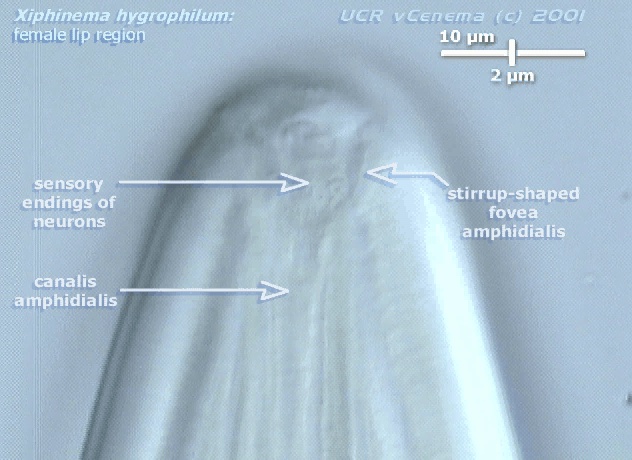 Xiphinema hygrophilum:
female lip region
UCR vCenema (c) 2001
10 µm
2 µm
sensory
endings of
neurons
stirrup-shaped
fovea
amphidialis
canalis
amphidialis